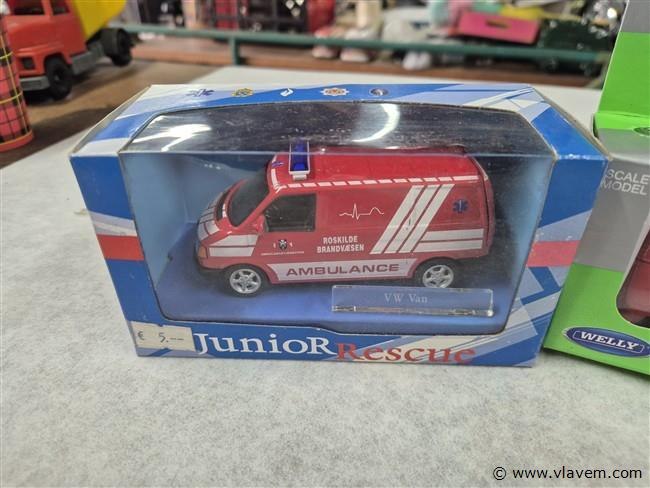 ROSKILDE
BRANDVÆSEN
AMBULANCE
VW Van
€ 5,--
JUNIOR RESCUE
SCALE
MODEL
WELLY
© www.vlavem.com